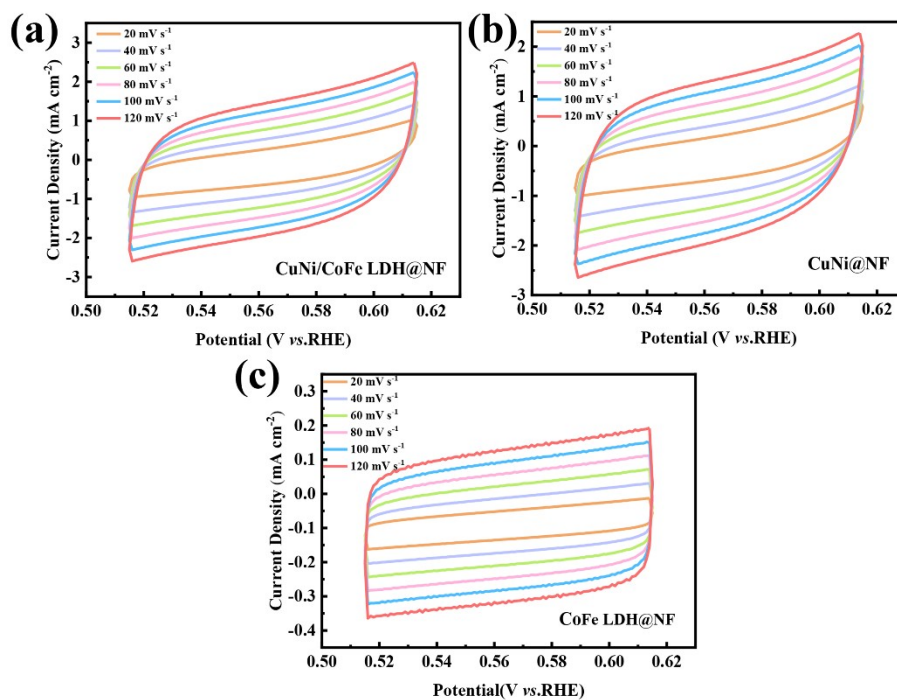 (a)
20 mV s⁻¹
40 mV s⁻¹
60 mV s⁻¹
80 mV s⁻¹
100 mV s⁻¹
120 mV s⁻¹
3
2
1
0
-1
-2
-3
Current Density (mA cm⁻²)
CuNi/CoFe LDH@NF
0.50 0.52 0.54 0.56 0.58 0.60 0.62
Potential (V vs.RHE)
(b)
20 mV s⁻¹
40 mV s⁻¹
60 mV s⁻¹
80 mV s⁻¹
100 mV s⁻¹
120 mV s⁻¹
2
1
0
-1
-2
-3
Current Density (mA cm⁻²)
CuNi@NF
0.50 0.52 0.54 0.56 0.58 0.60 0.62
Potential (V vs.RHE)
(c)
20 mV s⁻¹
40 mV s⁻¹
60 mV s⁻¹
80 mV s⁻¹
100 mV s⁻¹
120 mV s⁻¹
0.3
0.2
0.1
0.0
-0.1
-0.2
-0.3
-0.4
Current Density (mA cm⁻²)
CoFe LDH@NF
0.50 0.52 0.54 0.56 0.58 0.60 0.62
Potential(V vs.RHE)